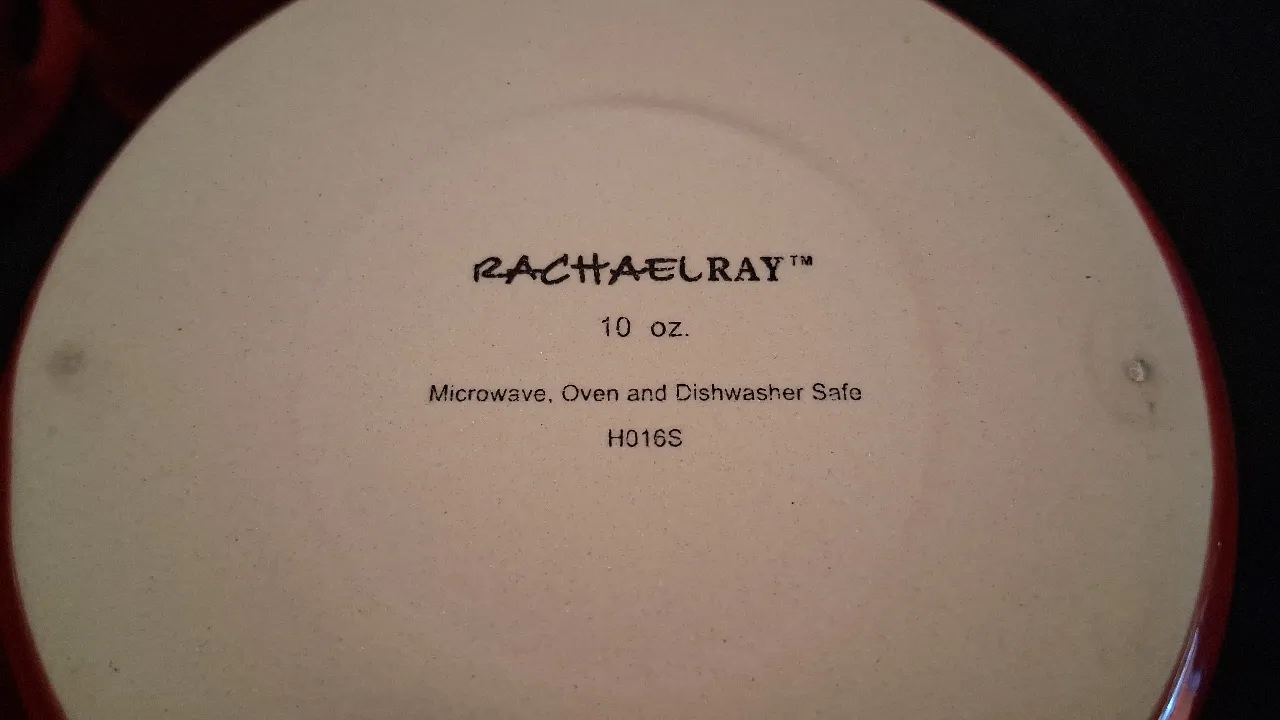 RACHAELRAY™
10 oz.
Microwave, Oven and Dishwasher Safe
H016S